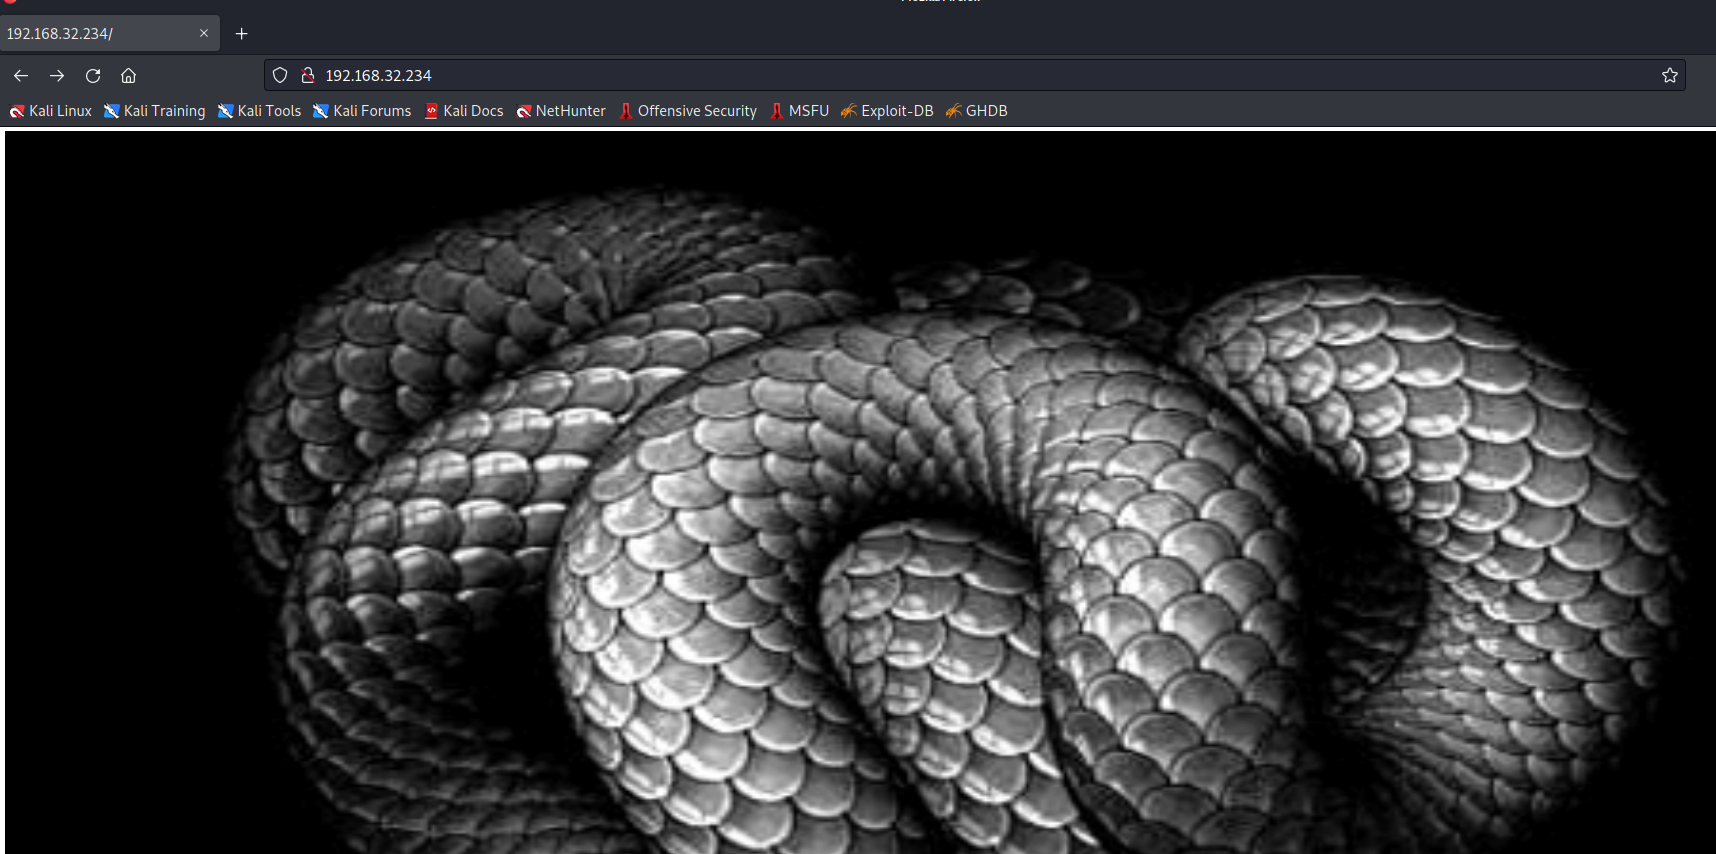 192.168.32.234/
192.168.32.234
Kali Linux Kali Training Kali Tools Kali Forums Kali Docs NetHunter Offensive Security MSFU Exploit-DB GHDB